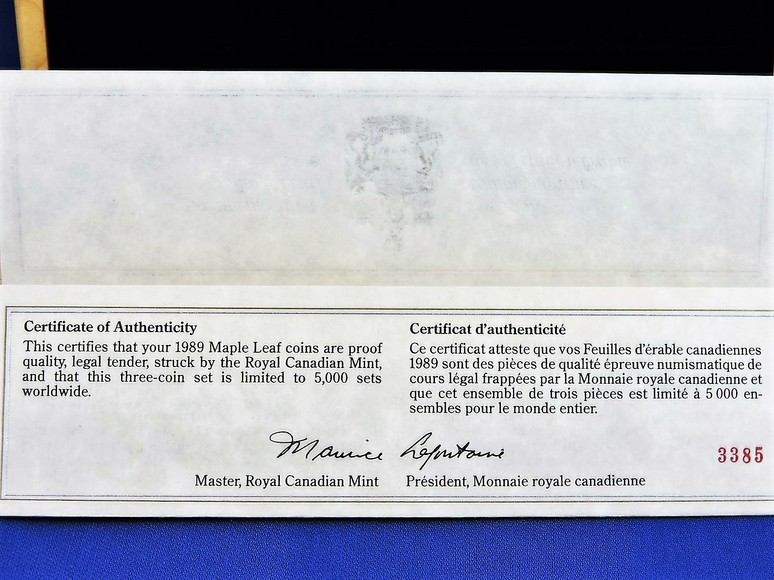 Certificate of Authenticity
This certifies that your 1989 Maple Leaf coins are proof
quality, legal tender, struck by the Royal Canadian Mint,
and that this three-coin set is limited to 5,000 sets
worldwide.
Certificat d'authenticité
Ce certificat atteste que vos Feuilles d'érable canadiennes
1989 sont des pièces de qualité épreuve numismatique de
cours légal frappées par la Monnaie royale canadienne et
que cet ensemble de trois pièces est limité à 5 000 en-
sembles pour le monde entier.
Maurice Lafontaine
3385
Master, Royal Canadian Mint
Président, Monnaie royale canadienne